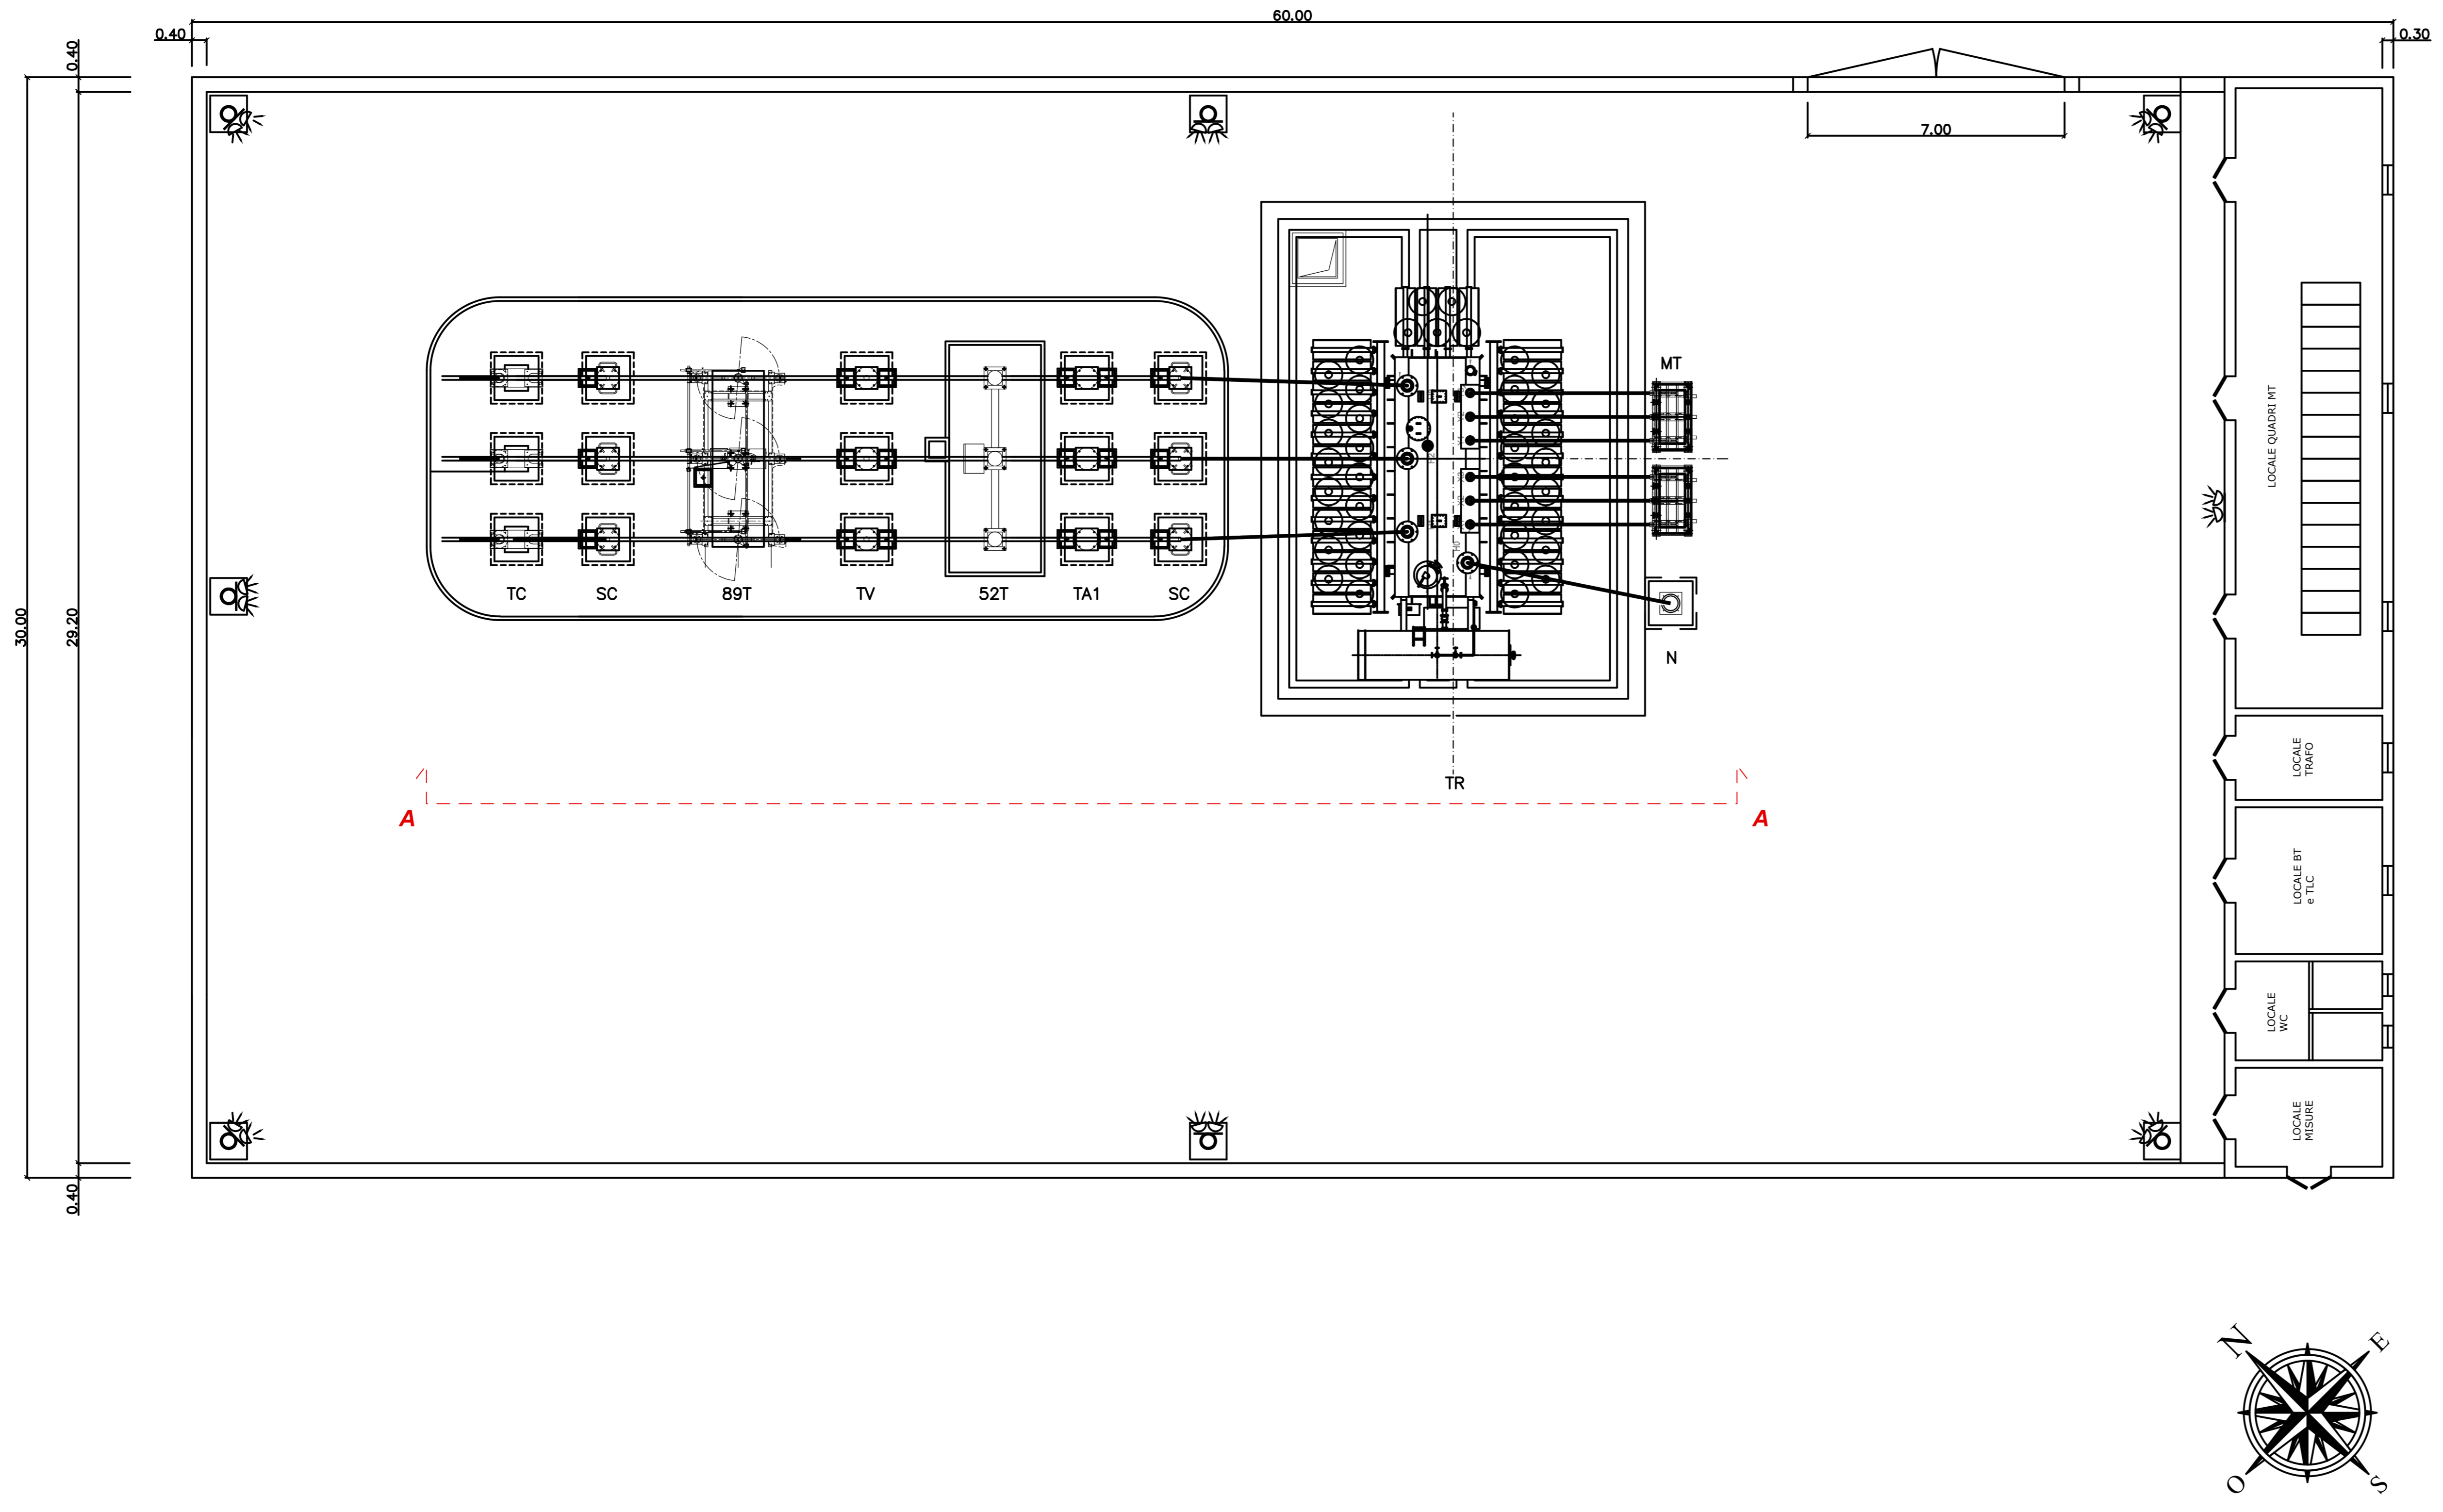 60.00
0.40
0.30
0.40
7.00
MT
LOCALE QUADRI MT
30.00
29.20
TC SC 89T TV 52T TA1 SC
N
LOCALE
TRAFO
TR
A A
LOCALE BT
e TLC
LOCALE
WC
LOCALE
MISURE
0.40
N E
O S